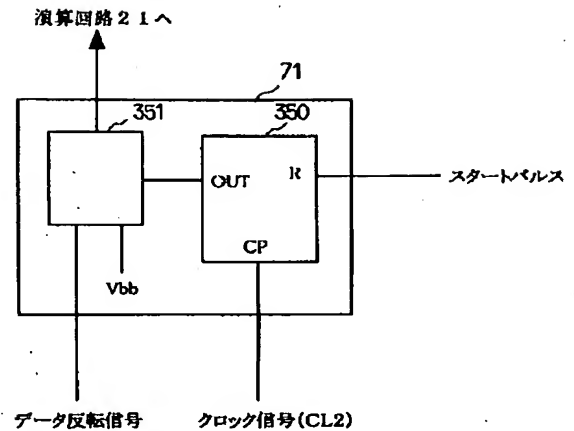 演算回路21へ
71
351
350
OUT
R
スタートパルス
CP
Vbb
データ反転信号
クロック信号(CL2)